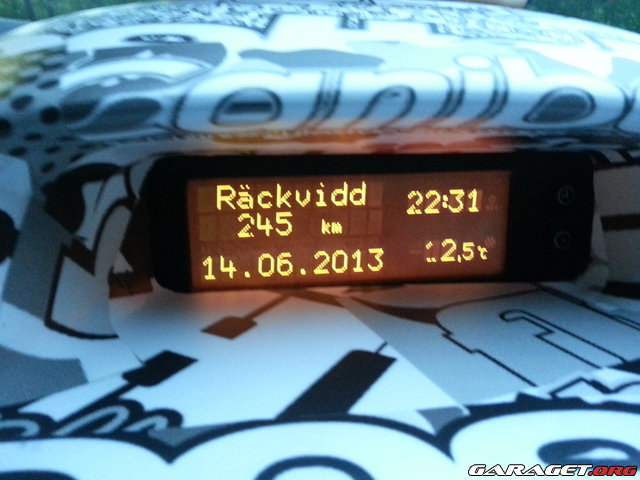 Räckvidd 22:31
245 km
14.06.2013 12,5°C
GARAGET.ORG